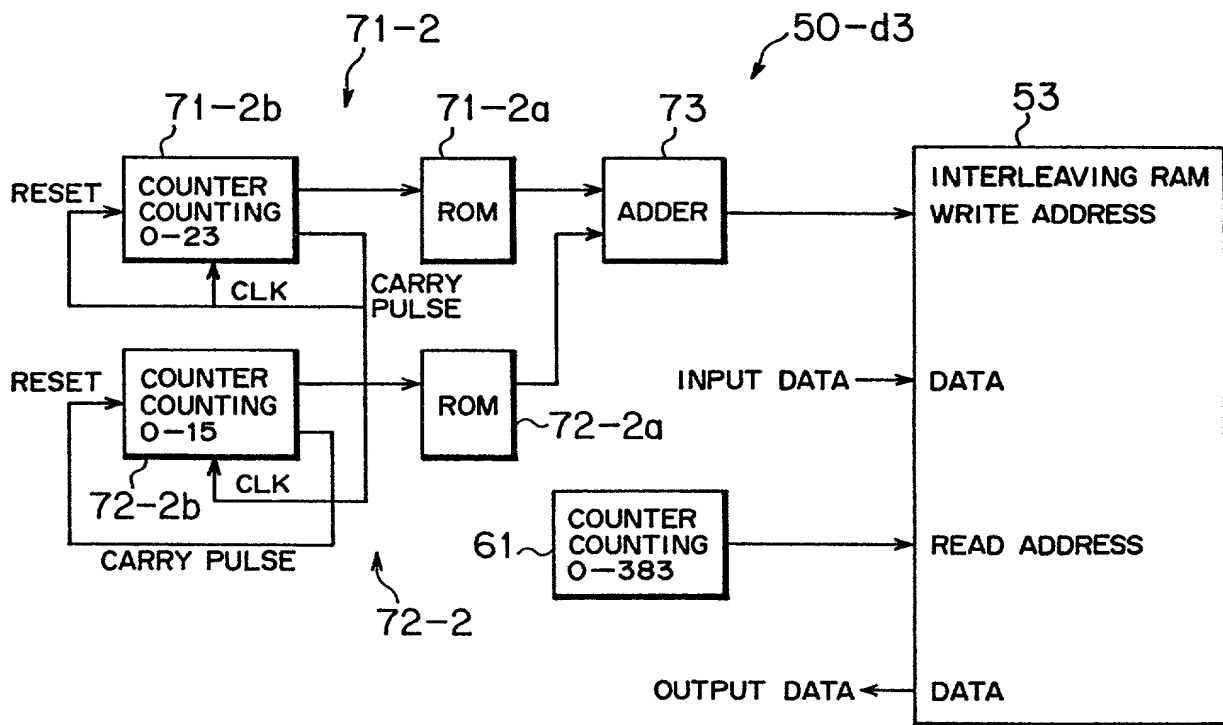 71-2
50-d3
71-2b
71-2a
73
53
RESET
COUNTER
COUNTING
0-23
ROM
ADDER
INTERLEAVING RAM
WRITE ADDRESS
CLK
CARRY
PULSE
RESET
COUNTER
COUNTING
0-15
ROM
INPUT DATA
DATA
72-2a
72-2b
CLK
CARRY PULSE
61
COUNTER
COUNTING
0-383
READ ADDRESS
72-2
OUTPUT DATA
DATA